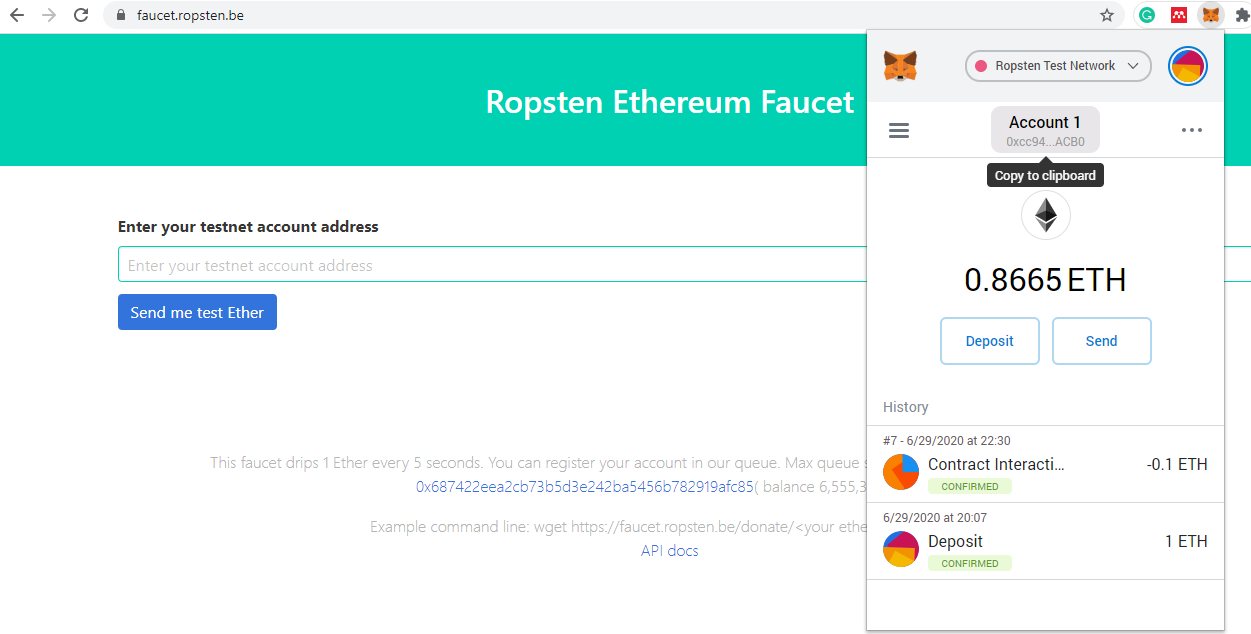 faucet.ropsten.be
Ropsten Ethereum Faucet
Enter your testnet account address
Enter your testnet account address
Send me test Ether
This faucet drips 1 Ether every 5 seconds. You can register your account in our queue. Max queue
0x687422eea2cb73b5d3e242ba5456b782919afc85( balance 6,555,3
Example command line: wget https://faucet.ropsten.be/donate/<your ethe
API docs
Ropsten Test Network
Account 1
0xcc94...ACB0
Copy to clipboard
0.8665 ETH
Deposit
Send
History
#7 - 6/29/2020 at 22:30
Contract Interacti... -0.1 ETH
CONFIRMED
6/29/2020 at 20:07
Deposit 1 ETH
CONFIRMED